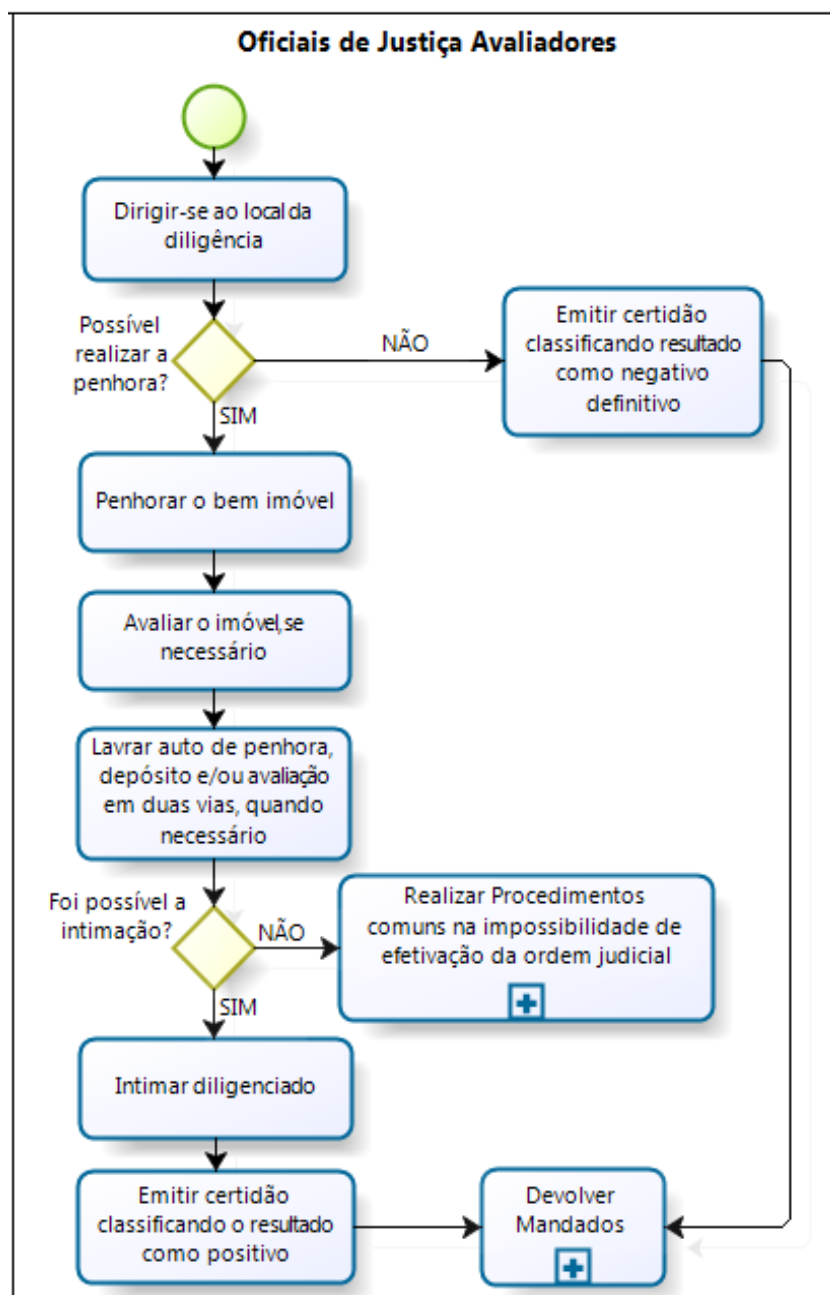 Oficiais de Justiça Avaliadores
Dirigir-se ao local da
diligência
Possível
realizar a
penhora?
NÃO
Emitir certidão
classificando resultado
como negativo
definitivo
SIM
Penhorar o bem imóvel
Avaliar o imóvel,se
necessário
Lavrar auto de penhora,
depósito e/ou avaliação
em duas vias, quando
necessário
Foi possível a
intimação?
NÃO
Realizar Procedimentos
comuns na impossibilidade de
efetivação da ordem judicial
SIM
Intimar diligenciado
Emitir certidão
classificando o resultado
como positivo
Devolver
Mandados